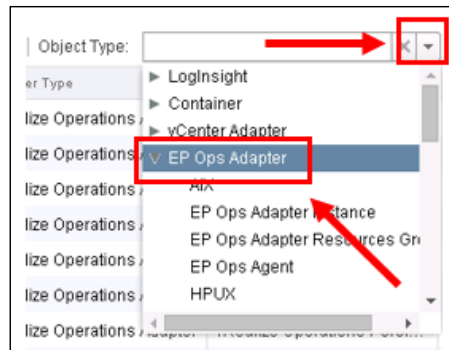 Object Type:
er Type
LogInsight
Container
vCenter Adapter
EP Ops Adapter
AIX
EP Ops Adapter Instance
EP Ops Adapter Resources Gr
EP Ops Agent
HPUX
lize Operations
lize Operations
lize Operations
lize Operations
lize Operations
lize Operations
lize Operations